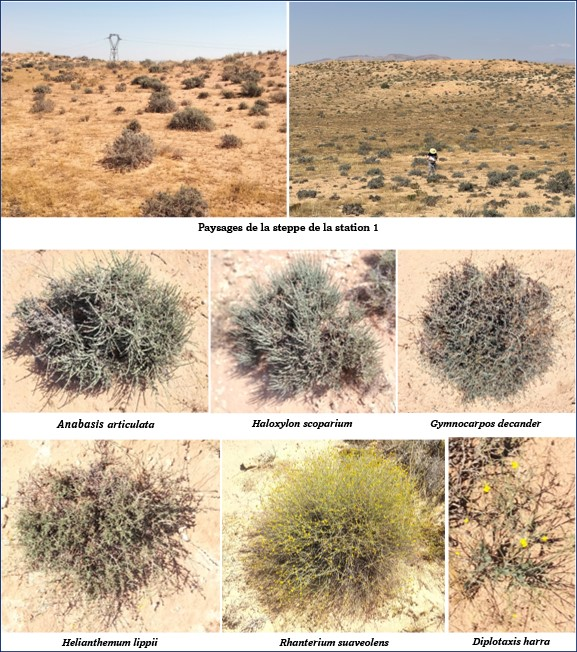 Paysages de la steppe de la station 1
Anabasis articulata
Haloxylon scoparium
Gymnocarpos decander
Helianthemum lippii
Rhanterium suaveolens
Diplotaxis harra